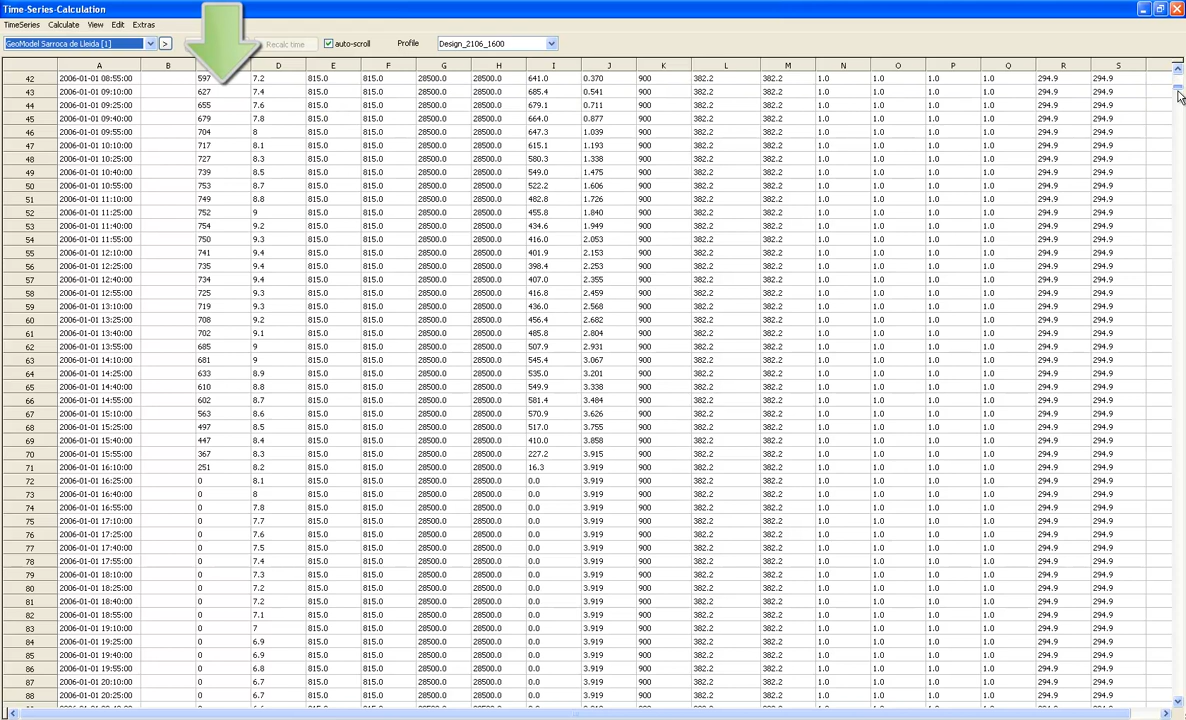 Time-Series-Calculation
TimeSeries Calculate View Edit Extras
GeoModel Sarroca de Lleida [1] > Recalc time auto-scroll Profile Design_2106_1600
A B D E F G H I J K L M N O P Q R S
42 2006-01-01 08:55:00 597 7.2 815.0 815.0 28500.0 28500.0 641.0 0.370 900 382.2 382.2 1.0 1.0 1.0 1.0 294.9 294.9
43 2006-01-01 09:10:00 627 7.4 815.0 815.0 28500.0 28500.0 685.4 0.541 900 382.2 382.2 1.0 1.0 1.0 1.0 294.9 294.9
44 2006-01-01 09:25:00 655 7.6 815.0 815.0 28500.0 28500.0 679.1 0.711 900 382.2 382.2 1.0 1.0 1.0 1.0 294.9 294.9
45 2006-01-01 09:40:00 679 7.8 815.0 815.0 28500.0 28500.0 664.0 0.877 900 382.2 382.2 1.0 1.0 1.0 1.0 294.9 294.9
46 2006-01-01 09:55:00 704 8 815.0 815.0 28500.0 28500.0 647.3 1.039 900 382.2 382.2 1.0 1.0 1.0 1.0 294.9 294.9
47 2006-01-01 10:10:00 717 8.1 815.0 815.0 28500.0 28500.0 615.1 1.193 900 382.2 382.2 1.0 1.0 1.0 1.0 294.9 294.9
48 2006-01-01 10:25:00 727 8.3 815.0 815.0 28500.0 28500.0 580.3 1.338 900 382.2 382.2 1.0 1.0 1.0 1.0 294.9 294.9
49 2006-01-01 10:40:00 739 8.5 815.0 815.0 28500.0 28500.0 549.0 1.475 900 382.2 382.2 1.0 1.0 1.0 1.0 294.9 294.9
50 2006-01-01 10:55:00 753 8.7 815.0 815.0 28500.0 28500.0 522.2 1.606 900 382.2 382.2 1.0 1.0 1.0 1.0 294.9 294.9
51 2006-01-01 11:10:00 749 8.8 815.0 815.0 28500.0 28500.0 482.8 1.726 900 382.2 382.2 1.0 1.0 1.0 1.0 294.9 294.9
52 2006-01-01 11:25:00 752 9 815.0 815.0 28500.0 28500.0 455.8 1.840 900 382.2 382.2 1.0 1.0 1.0 1.0 294.9 294.9
53 2006-01-01 11:40:00 754 9.2 815.0 815.0 28500.0 28500.0 434.6 1.949 900 382.2 382.2 1.0 1.0 1.0 1.0 294.9 294.9
54 2006-01-01 11:55:00 750 9.3 815.0 815.0 28500.0 28500.0 416.0 2.053 900 382.2 382.2 1.0 1.0 1.0 1.0 294.9 294.9
55 2006-01-01 12:10:00 741 9.4 815.0 815.0 28500.0 28500.0 401.9 2.153 900 382.2 382.2 1.0 1.0 1.0 1.0 294.9 294.9
56 2006-01-01 12:25:00 735 9.4 815.0 815.0 28500.0 28500.0 398.4 2.253 900 382.2 382.2 1.0 1.0 1.0 1.0 294.9 294.9
57 2006-01-01 12:40:00 734 9.4 815.0 815.0 28500.0 28500.0 407.0 2.355 900 382.2 382.2 1.0 1.0 1.0 1.0 294.9 294.9
58 2006-01-01 12:55:00 725 9.3 815.0 815.0 28500.0 28500.0 416.8 2.459 900 382.2 382.2 1.0 1.0 1.0 1.0 294.9 294.9
59 2006-01-01 13:10:00 719 9.3 815.0 815.0 28500.0 28500.0 436.0 2.568 900 382.2 382.2 1.0 1.0 1.0 1.0 294.9 294.9
60 2006-01-01 13:25:00 708 9.2 815.0 815.0 28500.0 28500.0 456.4 2.682 900 382.2 382.2 1.0 1.0 1.0 1.0 294.9 294.9
61 2006-01-01 13:40:00 702 9.1 815.0 815.0 28500.0 28500.0 485.8 2.804 900 382.2 382.2 1.0 1.0 1.0 1.0 294.9 294.9
62 2006-01-01 13:55:00 685 9 815.0 815.0 28500.0 28500.0 507.9 2.931 900 382.2 382.2 1.0 1.0 1.0 1.0 294.9 294.9
63 2006-01-01 14:10:00 681 9 815.0 815.0 28500.0 28500.0 545.4 3.067 900 382.2 382.2 1.0 1.0 1.0 1.0 294.9 294.9
64 2006-01-01 14:25:00 633 8.9 815.0 815.0 28500.0 28500.0 535.0 3.201 900 382.2 382.2 1.0 1.0 1.0 1.0 294.9 294.9
65 2006-01-01 14:40:00 610 8.8 815.0 815.0 28500.0 28500.0 549.9 3.338 900 382.2 382.2 1.0 1.0 1.0 1.0 294.9 294.9
66 2006-01-01 14:55:00 602 8.7 815.0 815.0 28500.0 28500.0 581.4 3.484 900 382.2 382.2 1.0 1.0 1.0 1.0 294.9 294.9
67 2006-01-01 15:10:00 563 8.6 815.0 815.0 28500.0 28500.0 570.9 3.626 900 382.2 382.2 1.0 1.0 1.0 1.0 294.9 294.9
68 2006-01-01 15:25:00 497 8.5 815.0 815.0 28500.0 28500.0 517.0 3.755 900 382.2 382.2 1.0 1.0 1.0 1.0 294.9 294.9
69 2006-01-01 15:40:00 447 8.4 815.0 815.0 28500.0 28500.0 410.0 3.858 900 382.2 382.2 1.0 1.0 1.0 1.0 294.9 294.9
70 2006-01-01 15:55:00 367 8.3 815.0 815.0 28500.0 28500.0 227.2 3.915 900 382.2 382.2 1.0 1.0 1.0 1.0 294.9 294.9
71 2006-01-01 16:10:00 251 8.2 815.0 815.0 28500.0 28500.0 16.3 3.919 900 382.2 382.2 1.0 1.0 1.0 1.0 294.9 294.9
72 2006-01-01 16:25:00 0 8.1 815.0 815.0 28500.0 28500.0 0.0 3.919 900 382.2 382.2 1.0 1.0 1.0 1.0 294.9 294.9
73 2006-01-01 16:40:00 0 8 815.0 815.0 28500.0 28500.0 0.0 3.919 900 382.2 382.2 1.0 1.0 1.0 1.0 294.9 294.9
74 2006-01-01 16:55:00 0 7.8 815.0 815.0 28500.0 28500.0 0.0 3.919 900 382.2 382.2 1.0 1.0 1.0 1.0 294.9 294.9
75 2006-01-01 17:10:00 0 7.7 815.0 815.0 28500.0 28500.0 0.0 3.919 900 382.2 382.2 1.0 1.0 1.0 1.0 294.9 294.9
76 2006-01-01 17:25:00 0 7.6 815.0 815.0 28500.0 28500.0 0.0 3.919 900 382.2 382.2 1.0 1.0 1.0 1.0 294.9 294.9
77 2006-01-01 17:40:00 0 7.5 815.0 815.0 28500.0 28500.0 0.0 3.919 900 382.2 382.2 1.0 1.0 1.0 1.0 294.9 294.9
78 2006-01-01 17:55:00 0 7.4 815.0 815.0 28500.0 28500.0 0.0 3.919 900 382.2 382.2 1.0 1.0 1.0 1.0 294.9 294.9
79 2006-01-01 18:10:00 0 7.3 815.0 815.0 28500.0 28500.0 0.0 3.919 900 382.2 382.2 1.0 1.0 1.0 1.0 294.9 294.9
80 2006-01-01 18:25:00 0 7.2 815.0 815.0 28500.0 28500.0 0.0 3.919 900 382.2 382.2 1.0 1.0 1.0 1.0 294.9 294.9
81 2006-01-01 18:40:00 0 7.2 815.0 815.0 28500.0 28500.0 0.0 3.919 900 382.2 382.2 1.0 1.0 1.0 1.0 294.9 294.9
82 2006-01-01 18:55:00 0 7.1 815.0 815.0 28500.0 28500.0 0.0 3.919 900 382.2 382.2 1.0 1.0 1.0 1.0 294.9 294.9
83 2006-01-01 19:10:00 0 7 815.0 815.0 28500.0 28500.0 0.0 3.919 900 382.2 382.2 1.0 1.0 1.0 1.0 294.9 294.9
84 2006-01-01 19:25:00 0 6.9 815.0 815.0 28500.0 28500.0 0.0 3.919 900 382.2 382.2 1.0 1.0 1.0 1.0 294.9 294.9
85 2006-01-01 19:40:00 0 6.9 815.0 815.0 28500.0 28500.0 0.0 3.919 900 382.2 382.2 1.0 1.0 1.0 1.0 294.9 294.9
86 2006-01-01 19:55:00 0 6.8 815.0 815.0 28500.0 28500.0 0.0 3.919 900 382.2 382.2 1.0 1.0 1.0 1.0 294.9 294.9
87 2006-01-01 20:10:00 0 6.7 815.0 815.0 28500.0 28500.0 0.0 3.919 900 382.2 382.2 1.0 1.0 1.0 1.0 294.9 294.9
88 2006-01-01 20:25:00 0 6.7 815.0 815.0 28500.0 28500.0 0.0 3.919 900 382.2 382.2 1.0 1.0 1.0 1.0 294.9 294.9